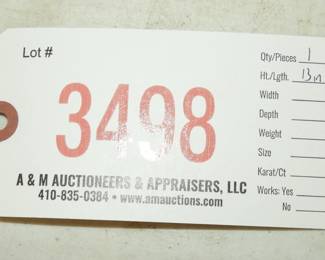 Lot #
3498
A & M AUCTIONEERS & APPRAISERS, LLC
410-835-0384 • www.amauctions.com
Qty/Pieces 1
Ht./Lgth. 13
Width
Depth
Weight
Size
Karat/Ct
Works: Yes
No